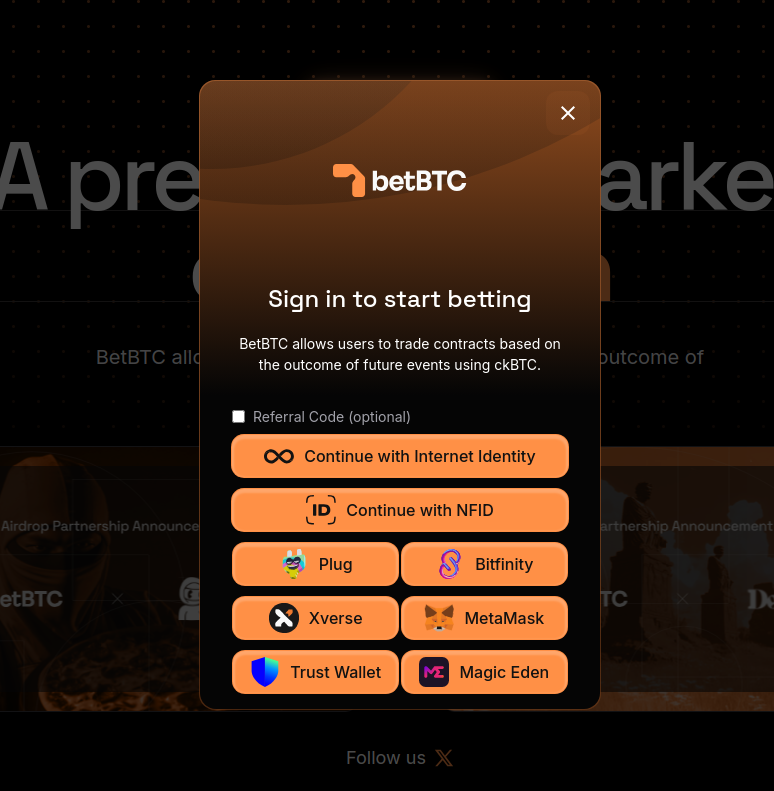 A pre
arke
betBTC
Sign in to start betting
BetBTC allows users to trade contracts based on
the outcome of future events using ckBTC.
BetBTC allo
outcome of
Referral Code (optional)
Continue with Internet Identity
ID Continue with NFID
Plug
Bitfinity
Xverse
MetaMask
Trust Wallet
ME Magic Eden
Airdrop Partnership Announce
artnership Announcement
etBTC
TC
Follow us